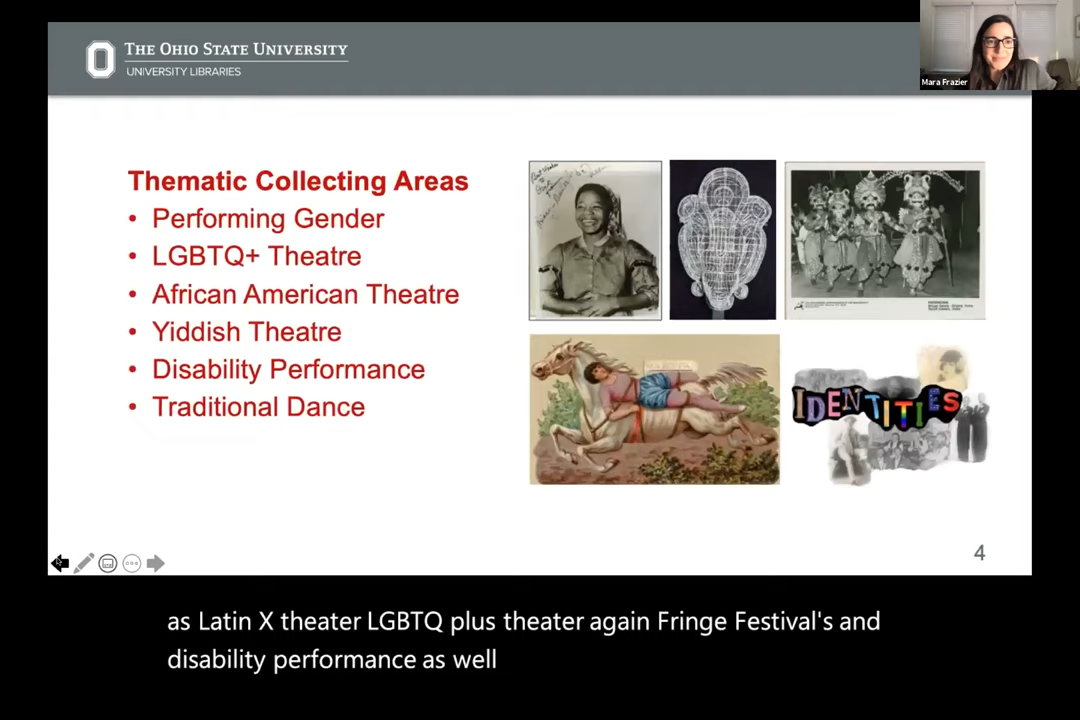 THE OHIO STATE UNIVERSITY
UNIVERSITY LIBRARIES
Mara Frazier
Thematic Collecting Areas
• Performing Gender
• LGBTQ+ Theatre
• African American Theatre
• Yiddish Theatre
• Disability Performance
• Traditional Dance
IDENTITIES
4
as Latin X theater LGBTQ plus theater again Fringe Festival's and
disability performance as well